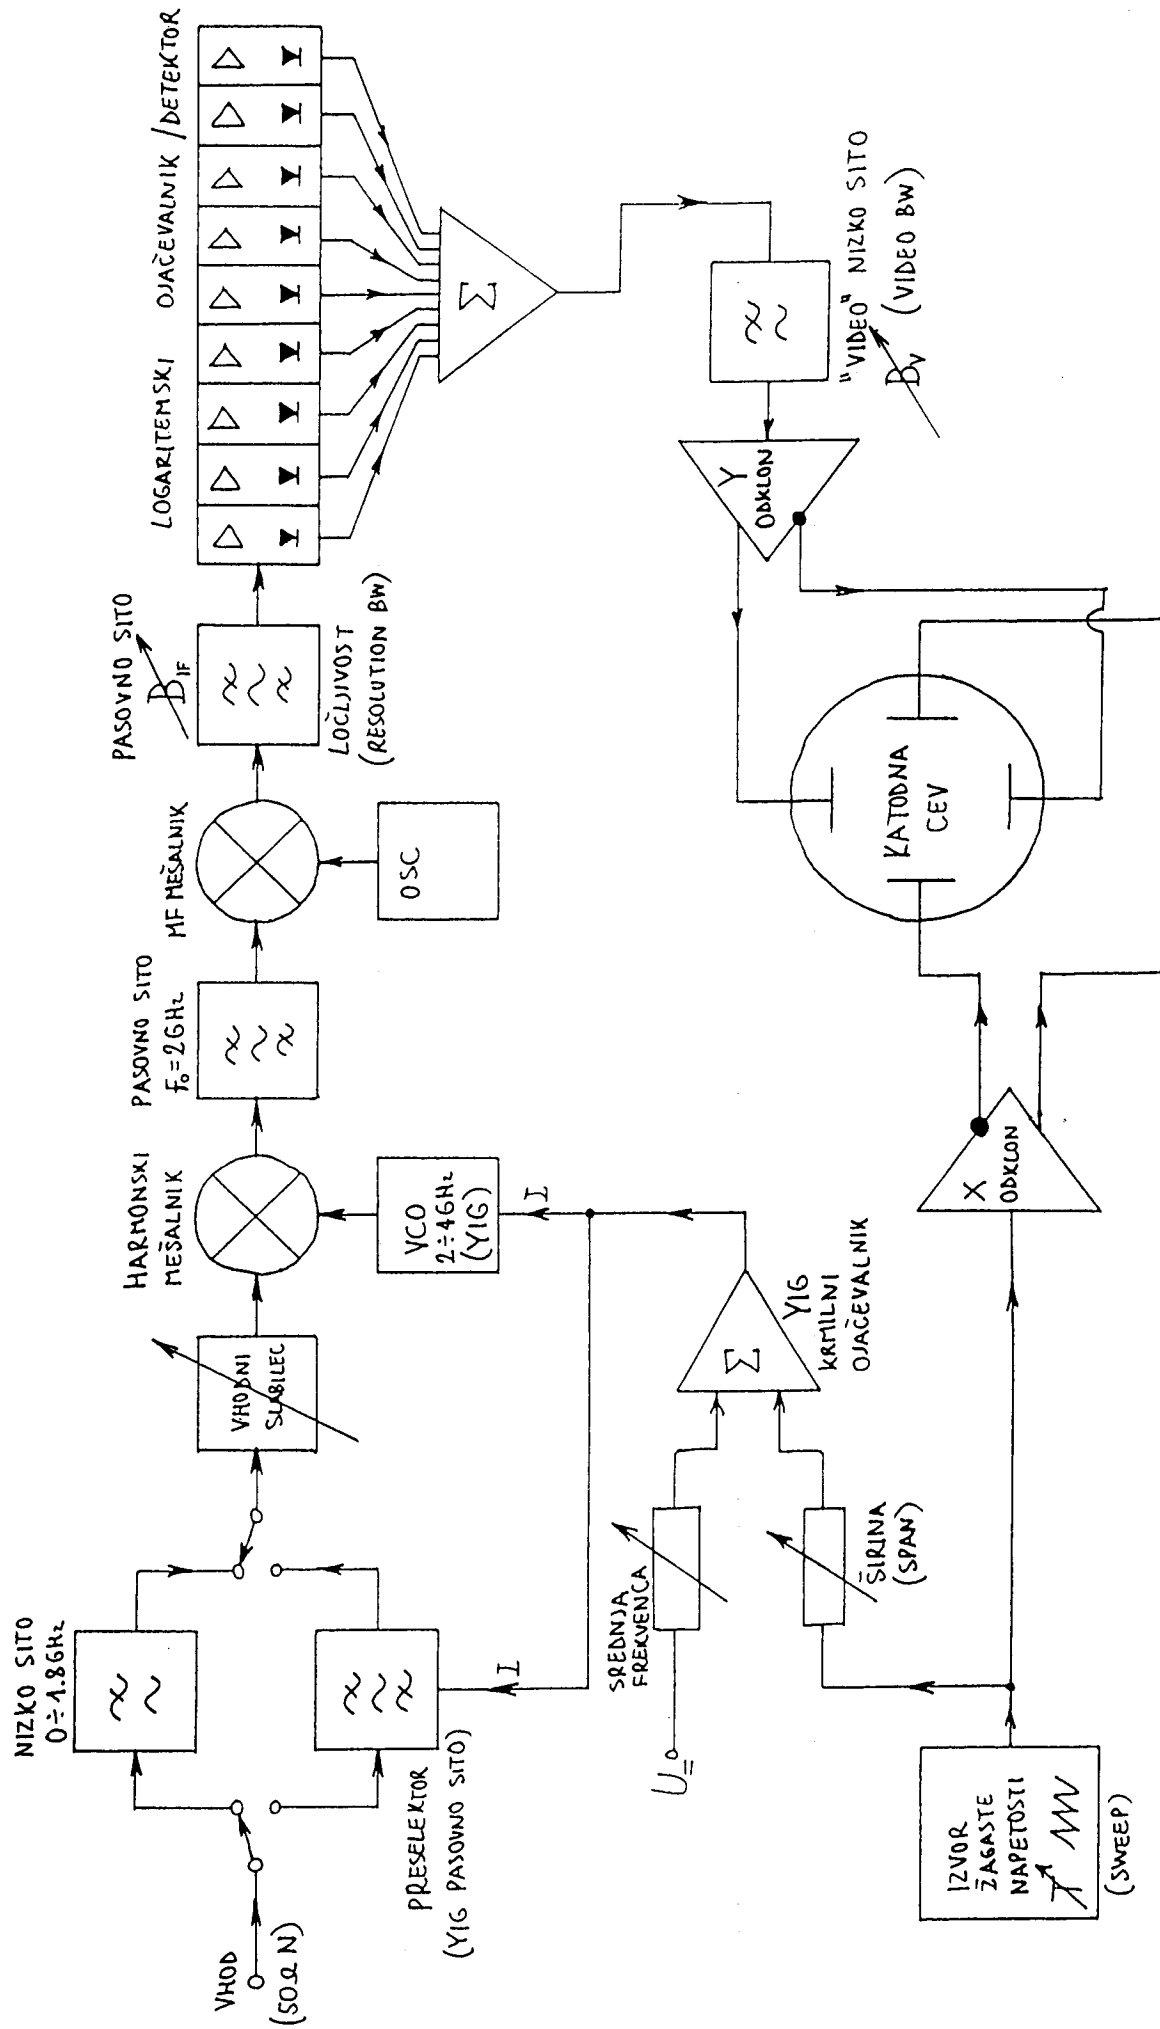 VHOD
(50Ω N)
NIZKO SITO
0÷1.8GHz
PRESELEKTOR
(YIG PASOVNO SITO)
I
VHODNI
SLABILEC
HARMONSKI
MEŠALNIK
VCO
2÷4GHz
(YIG)
I
PASOVNO SITO
f₀=2GHz
MF MEŠALNIK
OSC
PASOVNO SITO
B_IF
LOČLJIVOST
(RESOLUTION BW)
LOGARITEMSKI OJAČEVALNIK /DETEKTOR
Σ
"VIDEO" NIZKO SITO
(VIDEO BW)
B_V
Y
ODKLON
KATODNA
CEV
X
ODKLON
Σ
YIG
KRMILNI
OJAČEVALNIK
SREDNJA
FREKVENCA
U=
ŠIRINA
(SPAN)
IZVOR
ŽAGASTE
NAPETOSTI
(SWEEP)